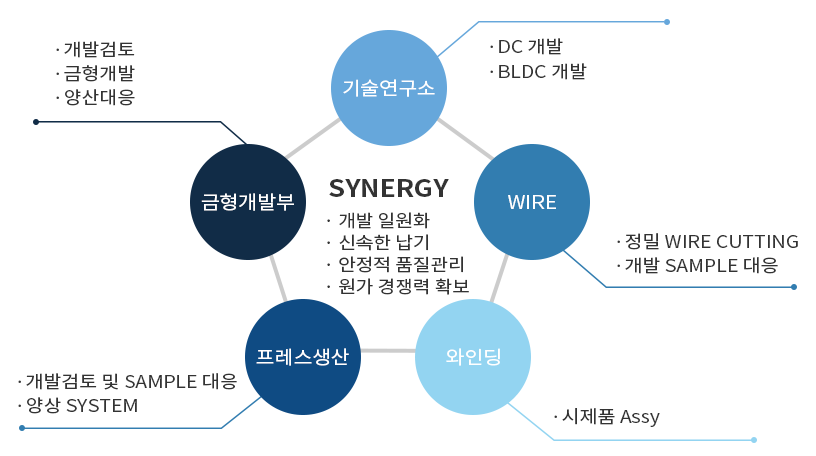 · 개발검토
· 금형개발
· 양산대응
· DC 개발
· BLDC 개발
기술연구소
금형개발부
WIRE
SYNERGY
· 개발 일원화
· 신속한 납기
· 안정적 품질관리
· 원가 경쟁력 확보
· 정밀 WIRE CUTTING
· 개발 SAMPLE 대응
프레스생산
와인딩
· 개발검토 및 SAMPLE 대응
· 양상 SYSTEM
· 시제품 Assy